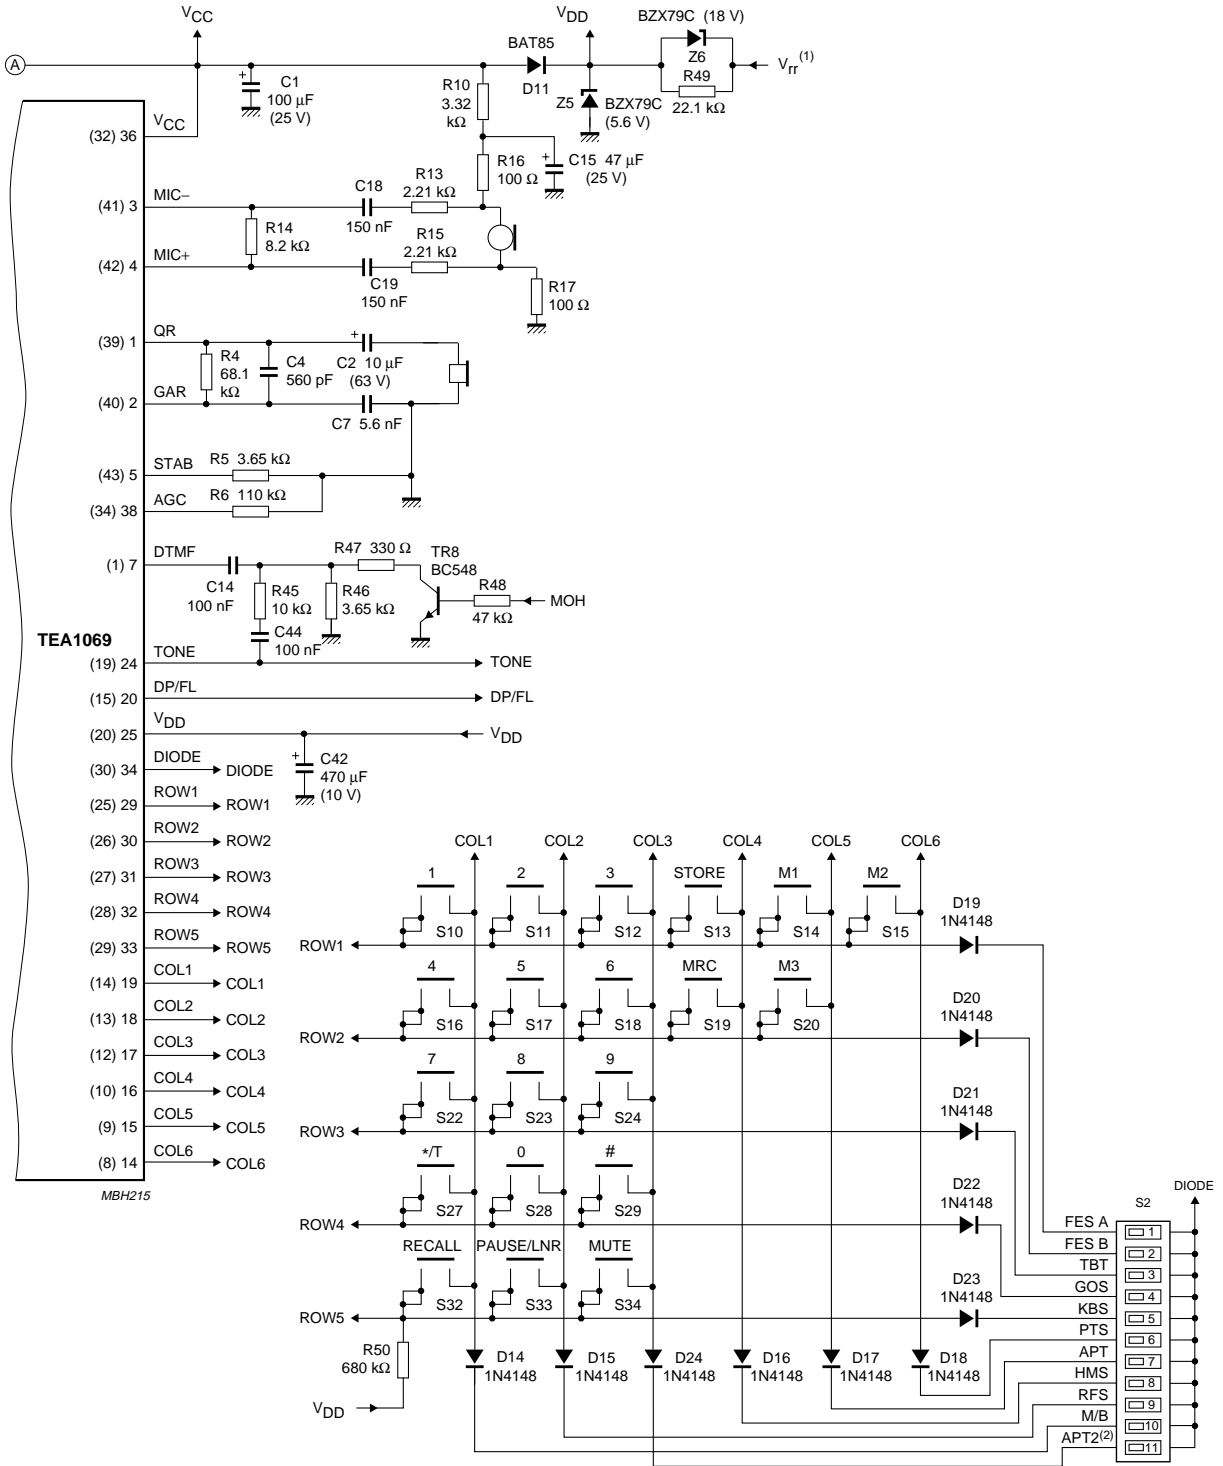 VCC
VDD
BZX79C (18 V)
Z6
A
BAT85
D11
Vrr(1)
R49
22.1 kΩ
C1
100 μF
(25 V)
+
R10
3.32
kΩ
Z5
BZX79C
(5.6 V)
(32) 36
VCC
R16
100 Ω
+
C15 47 μF
(25 V)
(41) 3
MIC−
C18
150 nF
R13
2.21 kΩ
R14
8.2 kΩ
(42) 4
MIC+
C19
150 nF
R15
2.21 kΩ
R17
100 Ω
(39) 1
QR
R4
68.1
kΩ
C4
560 pF
+
C2 10 μF
(63 V)
(40) 2
GAR
C7 5.6 nF
(43) 5
STAB
R5 3.65 kΩ
(34) 38
AGC
R6 110 kΩ
(1) 7
DTMF
C14
100 nF
R45
10 kΩ
C44
100 nF
R46
3.65 kΩ
R47 330 Ω
TR8
BC548
R48
47 kΩ
MOH
TEA1069
(19) 24
TONE
TONE
(15) 20
DP/FL
DP/FL
(20) 25
VDD
VDD
+
C42
470 μF
(10 V)
(30) 34
DIODE
DIODE
(25) 29
ROW1
ROW1
(26) 30
ROW2
ROW2
(27) 31
ROW3
ROW3
(28) 32
ROW4
ROW4
(29) 33
ROW5
ROW5
(14) 19
COL1
COL1
(13) 18
COL2
COL2
(12) 17
COL3
COL3
(10) 16
COL4
COL4
(9) 15
COL5
COL5
(8) 14
COL6
COL6
MBH215
COL1
COL2
COL3
COL4
COL5
COL6
1
2
3
STORE
M1
M2
D19
1N4148
ROW1
S10
S11
S12
S13
S14
S15
4
5
6
MRC
M3
D20
1N4148
ROW2
S16
S17
S18
S19
S20
7
8
9
D21
1N4148
ROW3
S22
S23
S24
*/T
0
#
D22
1N4148
ROW4
S27
S28
S29
RECALL
PAUSE/LNR
MUTE
D23
1N4148
ROW5
S32
S33
S34
R50
680 kΩ
VDD
D14
1N4148
D15
1N4148
D24
1N4148
D16
1N4148
D17
1N4148
D18
1N4148
S2
DIODE
FES A
1
FES B
2
TBT
3
GOS
4
KBS
5
PTS
6
APT
7
HMS
8
RFS
9
M/B
10
APT2(2)
11